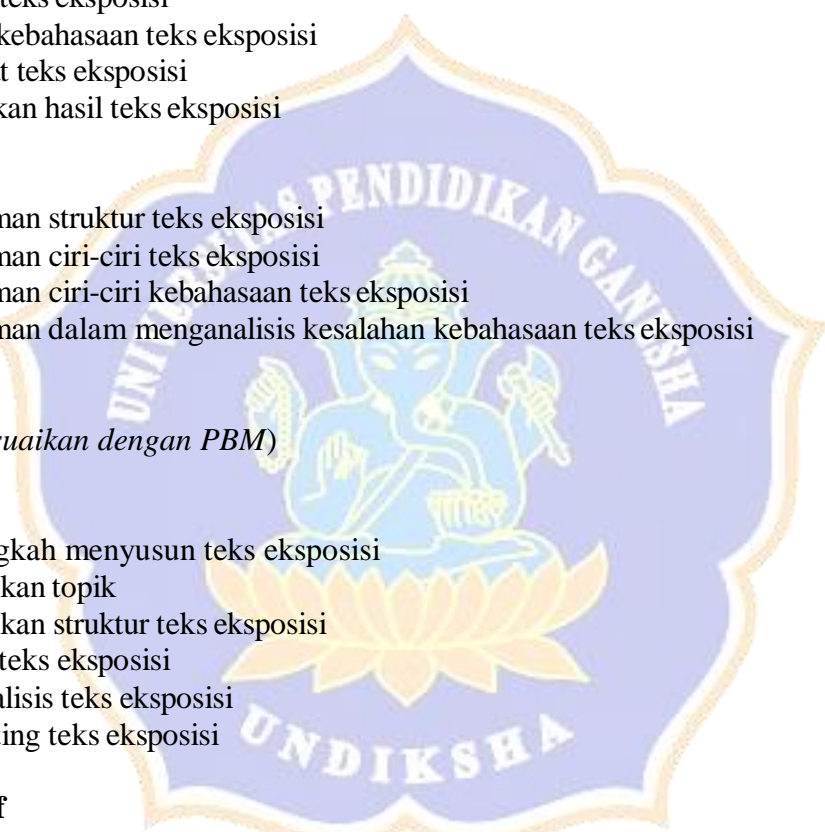 teks eksposisi
kebahasaan teks eksposisi
t teks eksposisi
kan hasil teks eksposisi
UNIVERSITAS PENDIDIKAN GANESHA
man struktur teks eksposisi
man ciri-ciri teks eksposisi
man ciri-ciri kebahasaan teks eksposisi
man dalam menganalisis kesalahan kebahasaan teks eksposisi
suaikan dengan PBM)
gkah menyusun teks eksposisi
kan topik
kan struktur teks eksposisi
teks eksposisi
alisis teks eksposisi
ting teks eksposisi
UNDIKSHA
f